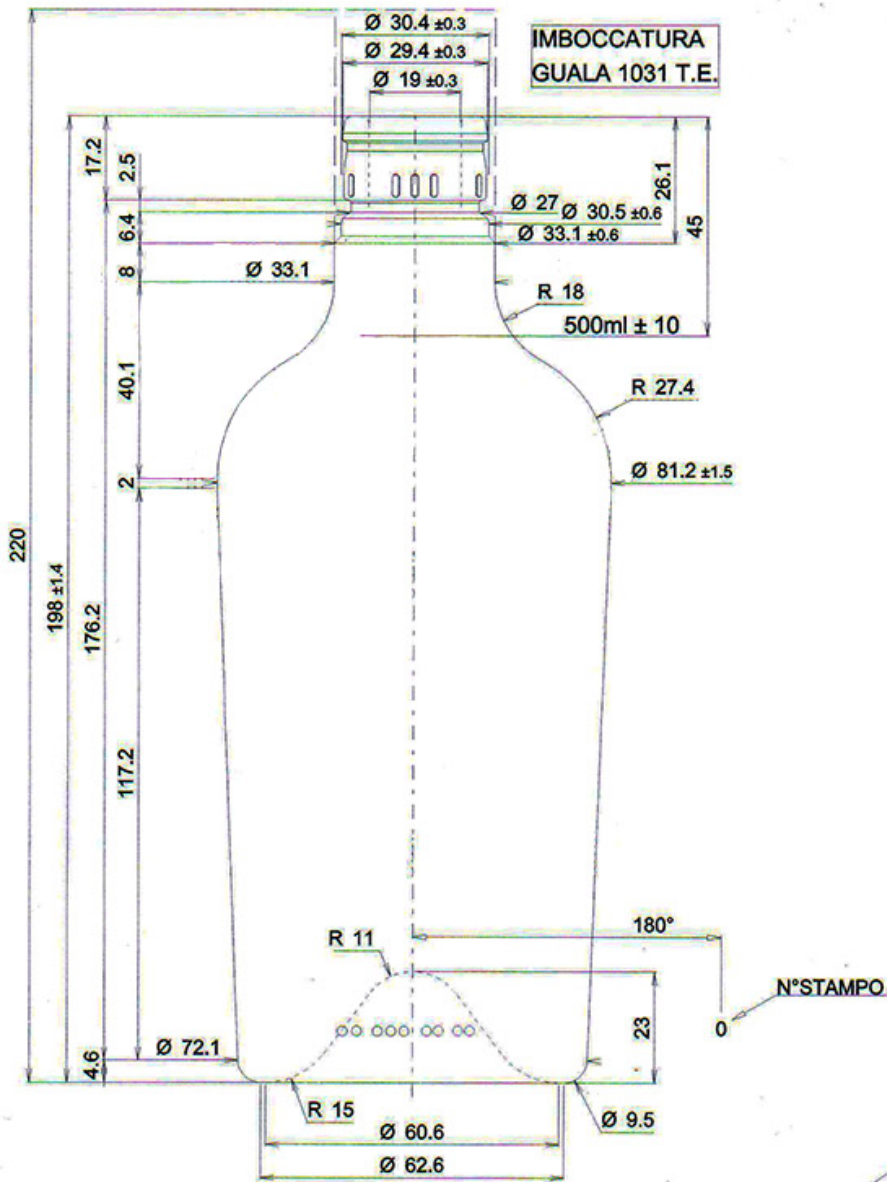 Ø 30.4 ±0.3
Ø 29.4 ±0.3
Ø 19 ±0.3
IMBOCCATURA
GUALA 1031 T.E.
17.2
2.5
6.4
8
40.1
2
220
198 ±1.4
176.2
117.2
4.6
26.1
45
Ø 27
Ø 30.5 ±0.6
Ø 33.1 ±0.6
Ø 33.1
R 18
500ml ± 10
R 27.4
Ø 81.2 ±1.5
180°
R 11
N°STAMPO
0
23
Ø 72.1
R 15
Ø 9.5
Ø 60.6
Ø 62.6